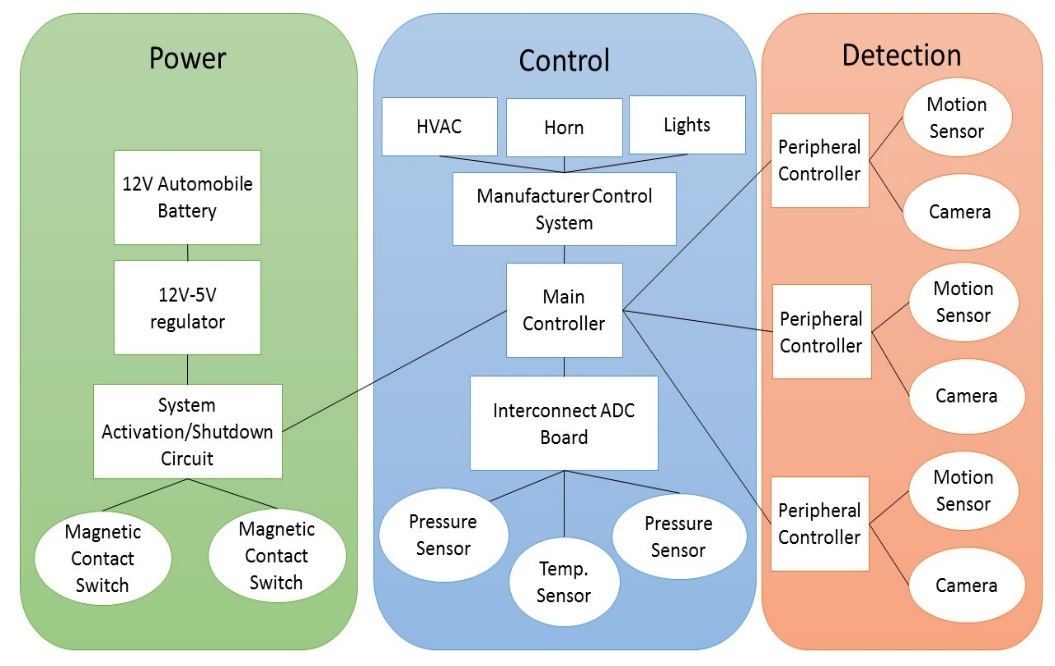 Power
12V Automobile
Battery
12V-5V
regulator
System
Activation/Shutdown
Circuit
Magnetic
Contact
Switch
Magnetic
Contact
Switch
Control
HVAC
Horn
Lights
Manufacturer Control
System
Main
Controller
Interconnect ADC
Board
Pressure
Sensor
Temp.
Sensor
Pressure
Sensor
Detection
Peripheral
Controller
Motion
Sensor
Camera
Peripheral
Controller
Motion
Sensor
Camera
Peripheral
Controller
Motion
Sensor
Camera